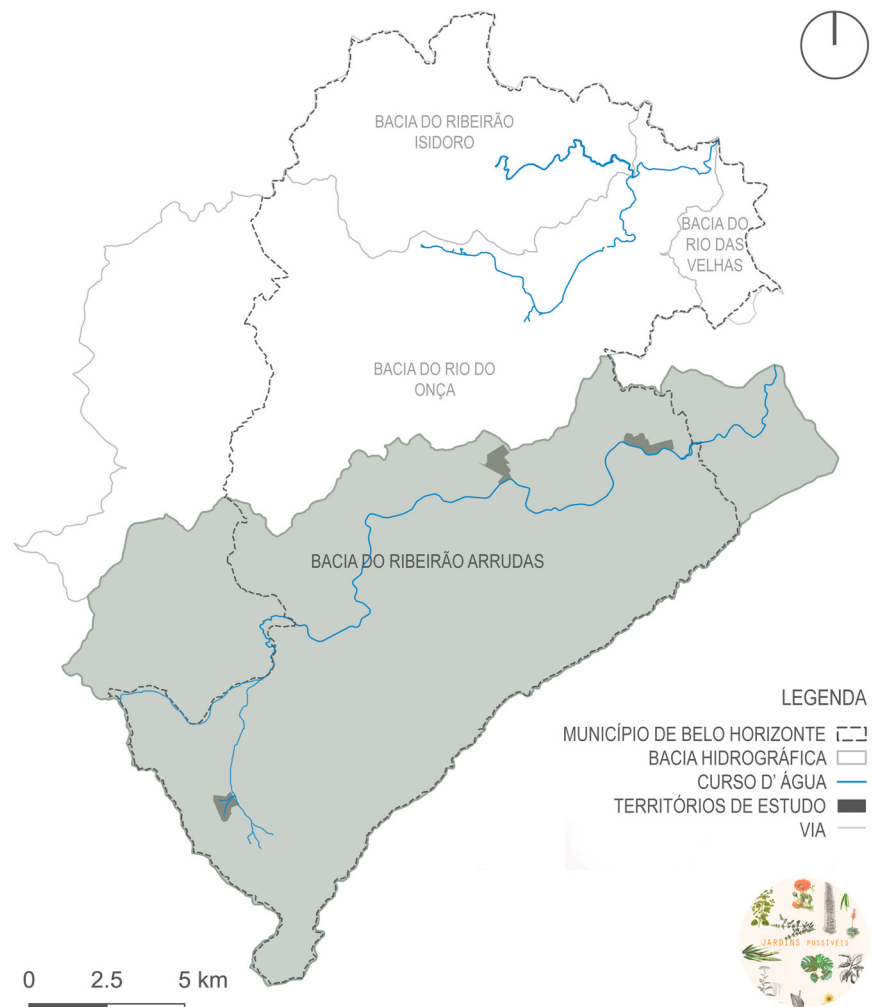 BACIA DO RIBEIRÃO
ISIDORO
BACIA DO
RIO DAS
VELHAS
BACIA DO RIO DO
ONÇA
BACIA DO RIBEIRÃO ARRUDAS
LEGENDA
MUNICÍPIO DE BELO HORIZONTE
BACIA HIDROGRÁFICA
CURSO D' ÁGUA
TERRITÓRIOS DE ESTUDO
VIA
JARDINS POSSÍVEIS
0 2.5 5 km